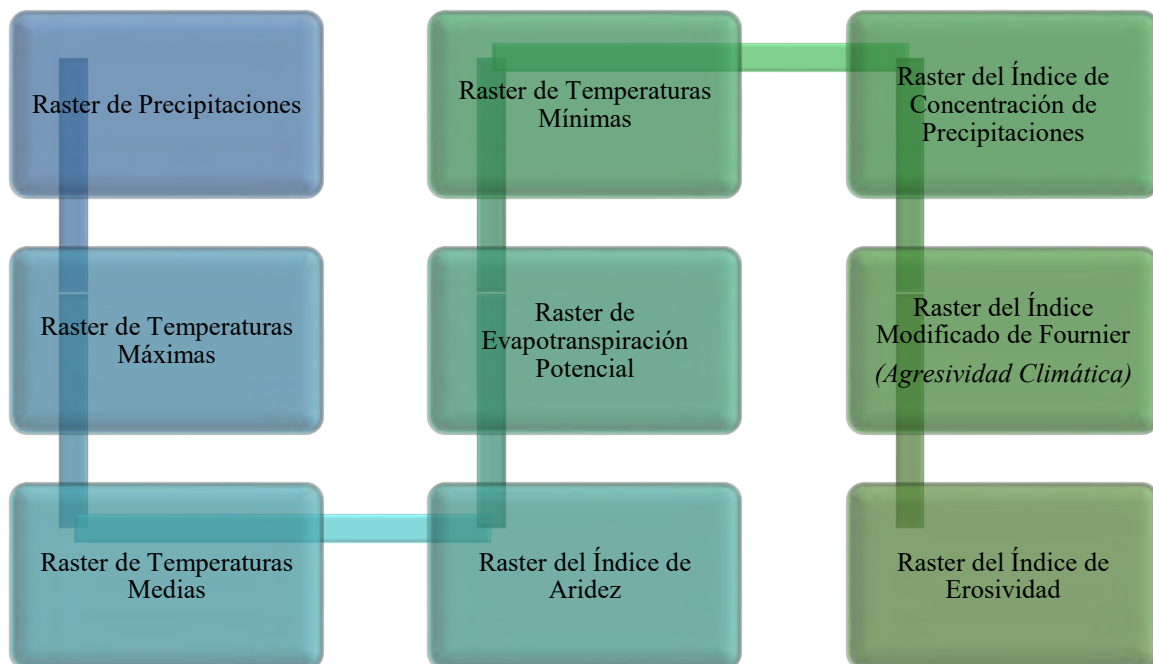 Raster de Precipitaciones
Raster de Temperaturas
Máximas
Raster de Temperaturas
Medias
Raster del Índice de
Aridez
Raster de
Evapotranspiración
Potencial
Raster de Temperaturas
Mínimas
Raster del Índice de
Concentración de
Precipitaciones
Raster del Índice
Modificado de Fournier
(Agresividad Climática)
Raster del Índice de
Erosividad